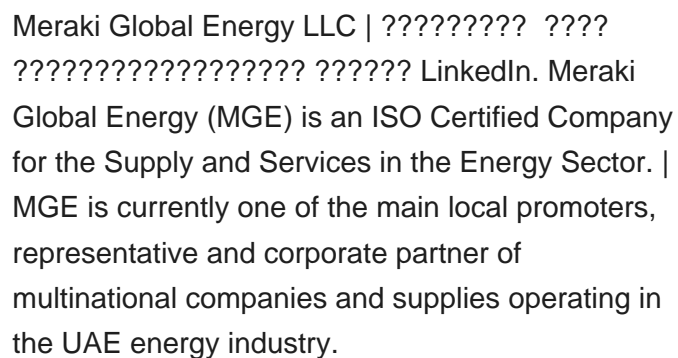 Meraki Global Energy LLC | ????????? ????
?????????????????? ?????? LinkedIn. Meraki
Global Energy (MGE) is an ISO Certified Company
for the Supply and Services in the Energy Sector. |
MGE is currently one of the main local promoters,
representative and corporate partner of
multinational companies and supplies operating in
the UAE energy industry.